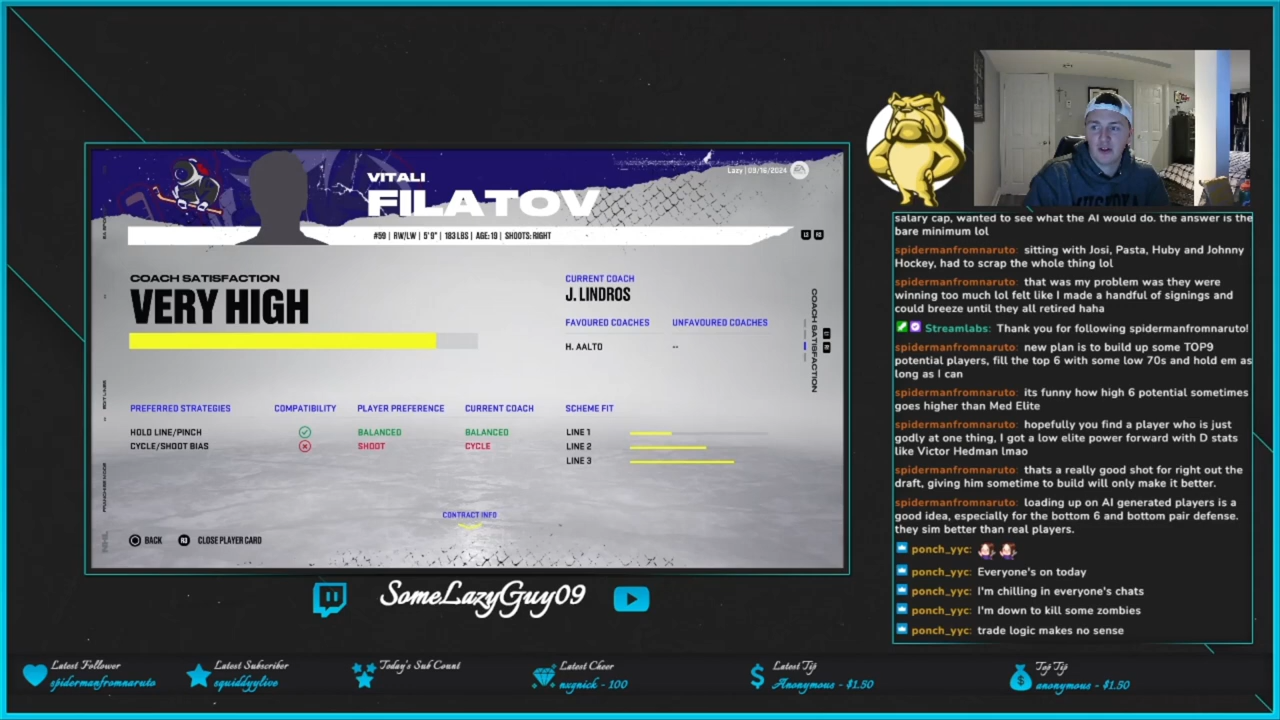 VITALI
FILATOV
Lazy | 09/16/2024
#59 | RW/LW | 5'9" | 183 LBS | AGE: 19 | SHOOTS: RIGHT
COACH SATISFACTION
VERY HIGH
CURRENT COACH
J. LINDROS
FAVOURED COACHES UNFAVOURED COACHES
H. AALTO --
COACH SATISFACTION
PREFERRED STRATEGIES COMPATIBILITY PLAYER PREFERENCE CURRENT COACH SCHEME FIT
HOLD LINE/PINCH BALANCED BALANCED LINE 1
CYCLE/SHOOT BIAS SHOOT CYCLE LINE 2
LINE 3
CONTRACT INFO
BACK CLOSE PLAYER CARD
SomeLazyGuy09
salary cap, wanted to see what the AI would do. the answer is the
bare minimum lol
spidermanfromnaruto: sitting with Josi, Pasta, Huby and Johnny
Hockey, had to scrap the whole thing lol
spidermanfromnaruto: that was my problem was they were
winning too much lol felt like I made a handful of signings and
could breeze until they all retired haha
Streamlabs: Thank you for following spidermanfromnaruto!
spidermanfromnaruto: new plan is to build up some TOP9
potential players, fill the top 6 with some low 70s and hold em as
long as I can
spidermanfromnaruto: its funny how high 6 potential sometimes
goes higher than Med Elite
spidermanfromnaruto: hopefully you find a player who is just
godly at one thing, I got a low elite power forward with D stats
like Victor Hedman lmao
spidermanfromnaruto: thats a really good shot for right out the
draft, giving him sometime to build will only make it better.
spidermanfromnaruto: loading up on AI generated players is a
good idea, especially for the bottom 6 and bottom pair defense.
they sim better than real players.
ponch_yyc:
ponch_yyc: Everyone's on today
ponch_yyc: I'm chilling in everyone's chats
ponch_yyc: I'm down to kill some zombies
ponch_yyc: trade logic makes no sense
Latest Follower
spidermanfromnaruto
Latest Subscriber
squiddyylive
Today's Sub Count
Latest Cheer
nxgnick - 100
Latest Tip
Anonymous - $1.50
Top Tip
anonymous - $1.50